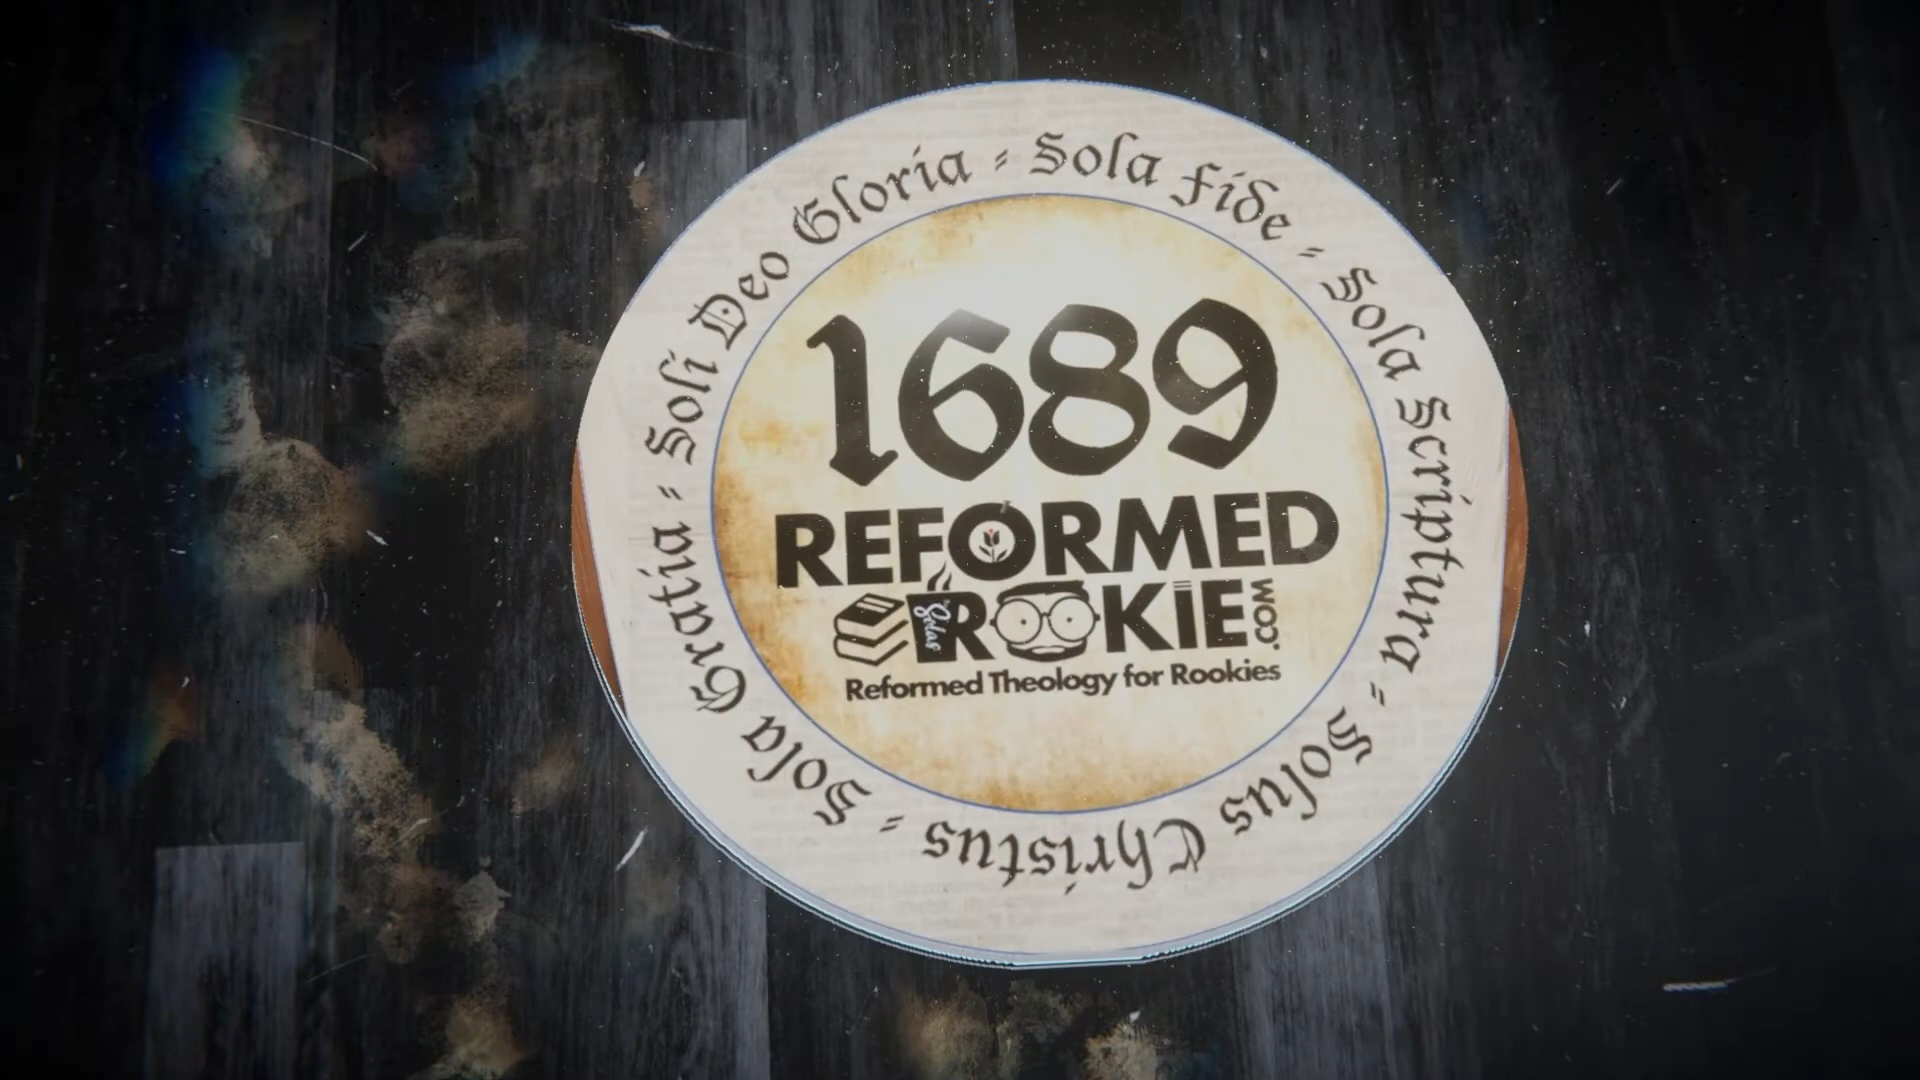 Sola Fide - Sola Scriptura - Solus Christus - Sola Gratia - Soli Deo Gloria -
1689
REFORMED
Solas
ROOKIE.COM
Reformed Theology for Rookies